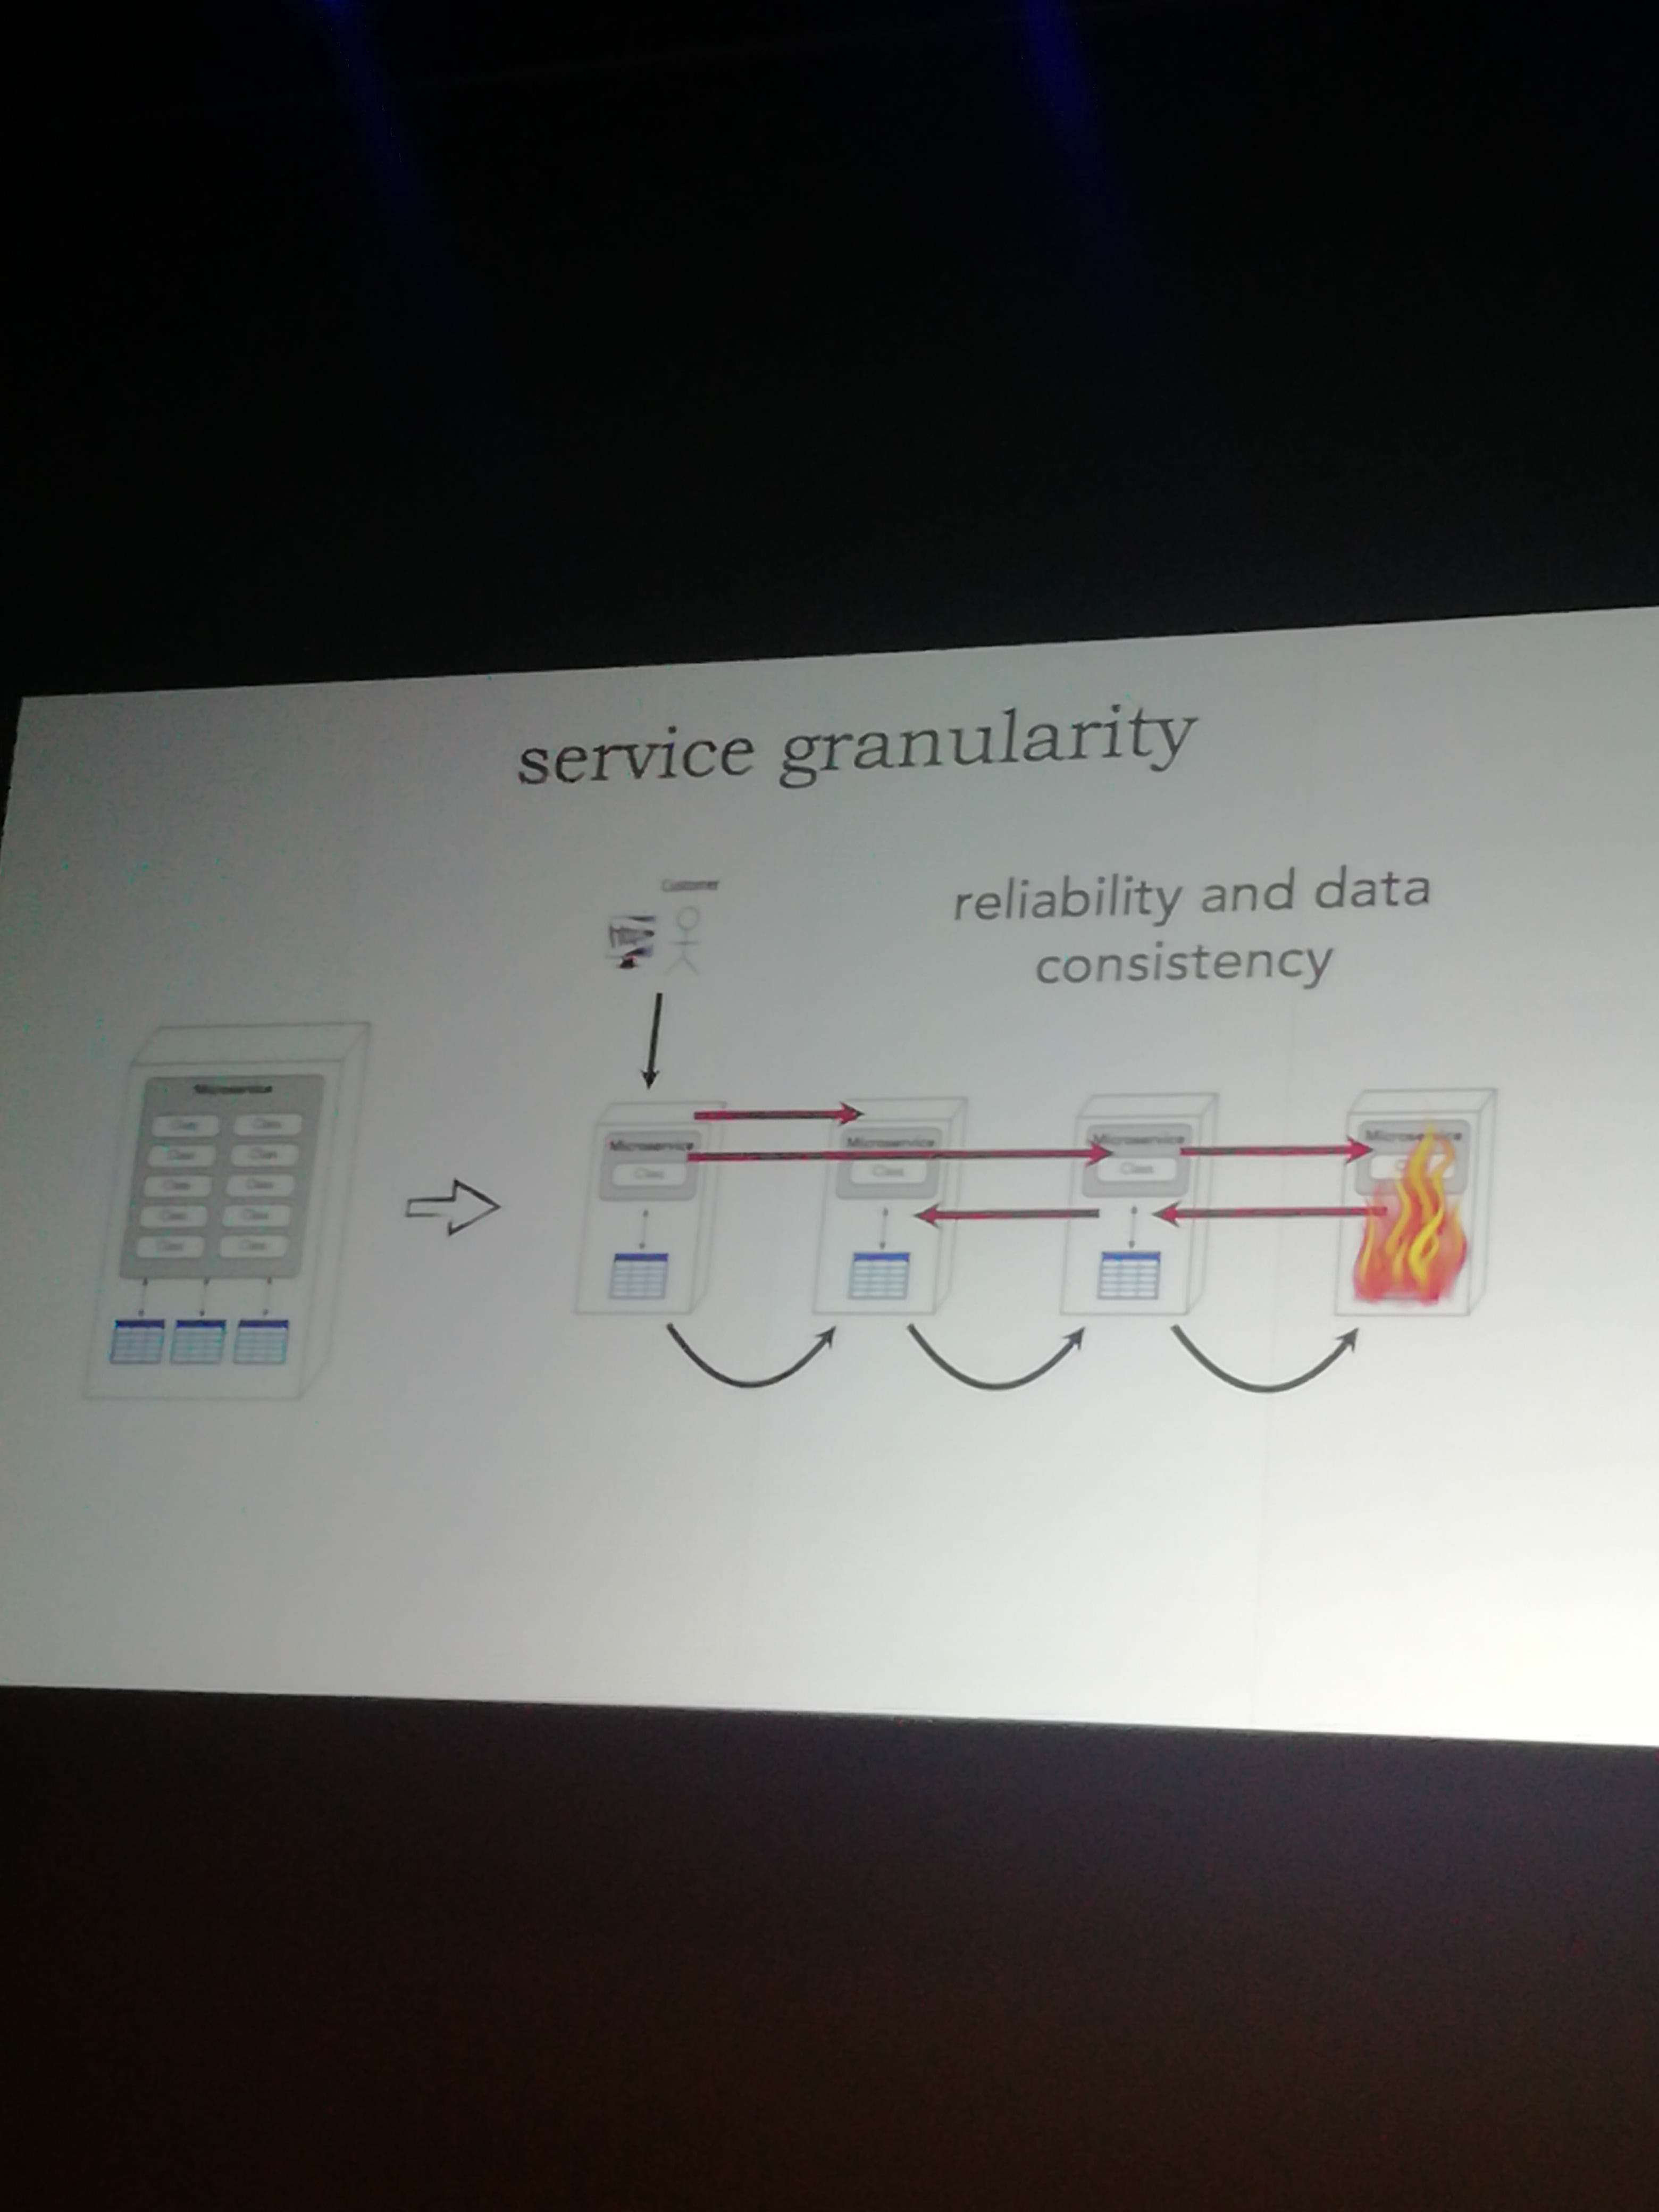 service granularity
Customer
reliability and data
consistency
Microservice
Class Class
Class Class
Class Class
Class Class
Class Class
Microservice
Class
Microservice
Class
Microservice
Class
Microservice